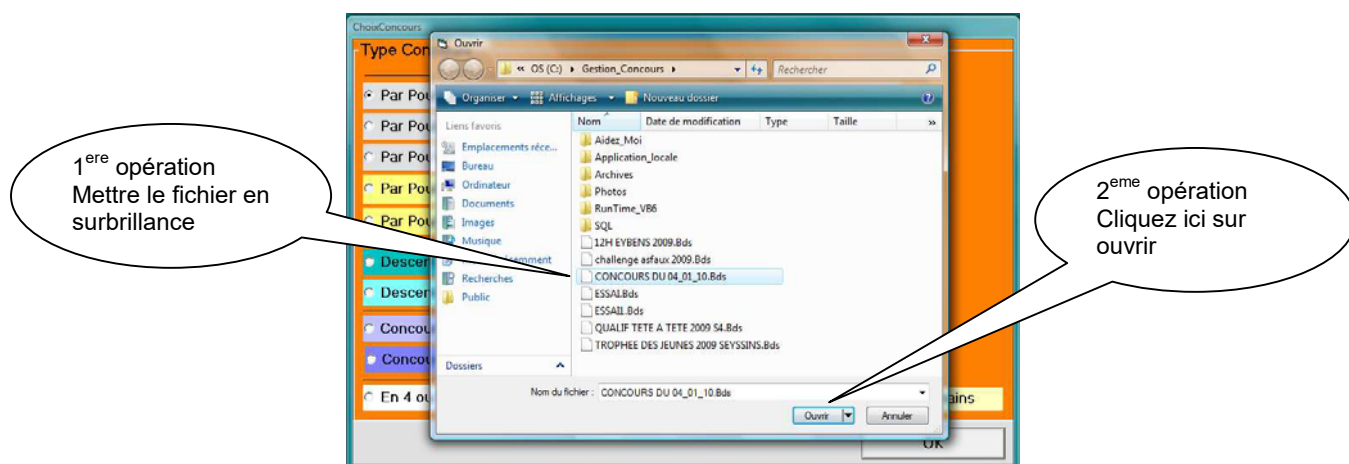 ChoixConcours
Type Con
Par Pou
Par Pou
Par Pou
Par Pou
Par Pou
Descen
Descen
Concou
Concou
En 4 ou
ains
OK
Ouvrir
« OS (C:) ▸ Gestion_Concours ▸
Rechercher
Organiser Affichages Nouveau dossier
Liens favoris
Emplacements réce...
Bureau
Ordinateur
Documents
Images
Musique
Recherches
Public
Dossiers
Nom Date de modification Type Taille »
Aidez_Moi
Application_locale
Archives
Photos
RunTime_VB6
SQL
12H EYBENS 2009.Bds
challenge asfaux 2009.Bds
CONCOURS DU 04_01_10.Bds
ESSAI.Bds
ESSAI1.Bds
QUALIF TETE A TETE 2009 S4.Bds
TROPHEE DES JEUNES 2009 SEYSSINS.Bds
Nom du fichier : CONCOURS DU 04_01_10.Bds
Ouvrir Annuler
1ere opération
Mettre le fichier en
surbrillance
2eme opération
Cliquez ici sur
ouvrir